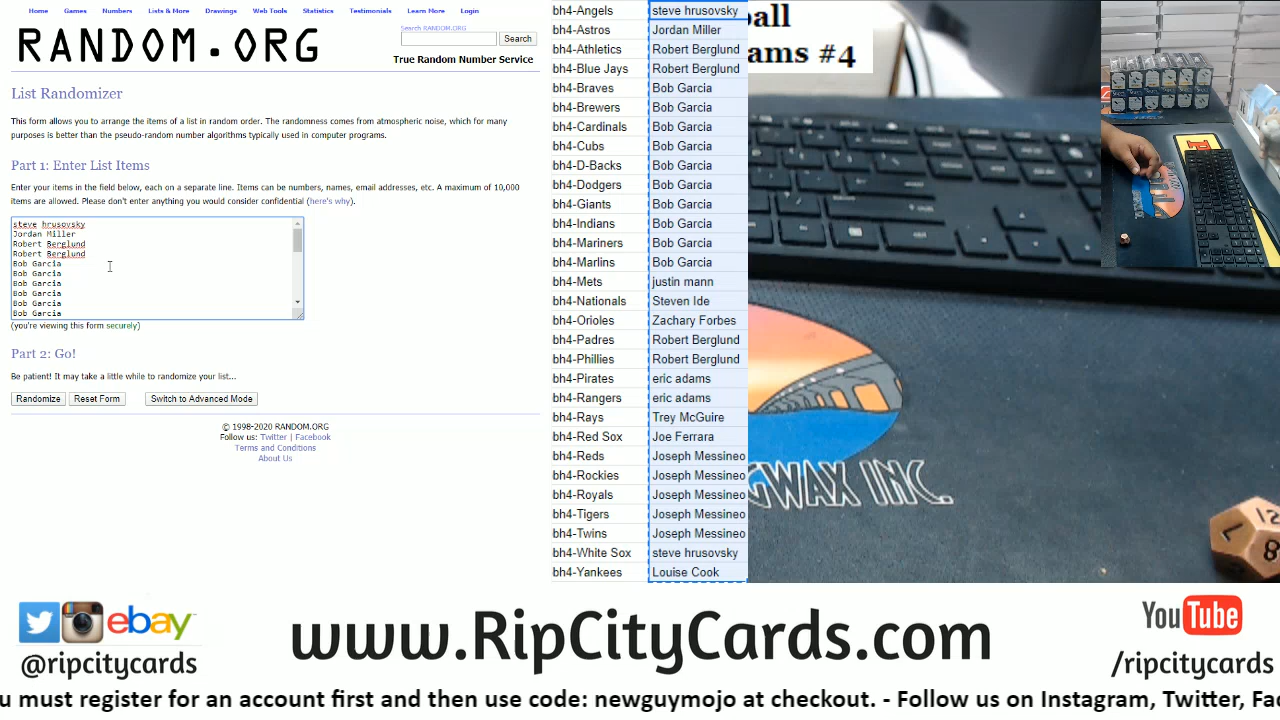 Home Games Numbers Lists & More Drawings Web Tools Statistics Testimonials Learn More Login
RANDOM.ORG
Search RANDOM.ORG
Search
True Random Number Service
List Randomizer
This form allows you to arrange the items of a list in random order. The randomness comes from atmospheric noise, which for many
purposes is better than the pseudo-random number algorithms typically used in computer programs.
Part 1: Enter List Items
Enter your items in the field below, each on a separate line. Items can be numbers, names, email addresses, etc. A maximum of 10,000
items are allowed. Please don't enter anything you would consider confidential (here's why).
steve hrusovsky
Jordan Miller
Robert Berglund
Robert Berglund
Bob Garcia
Bob Garcia
Bob Garcia
Bob Garcia
Bob Garcia
Bob Garcia
(you're viewing this form securely)
Part 2: Go!
Be patient! It may take a little while to randomize your list...
Randomize Reset Form Switch to Advanced Mode
© 1998-2020 RANDOM.ORG
Follow us: Twitter | Facebook
Terms and Conditions
About Us
bh4-Angels steve hrusovsky
bh4-Astros Jordan Miller
bh4-Athletics Robert Berglund
bh4-Blue Jays Robert Berglund
bh4-Braves Bob Garcia
bh4-Brewers Bob Garcia
bh4-Cardinals Bob Garcia
bh4-Cubs Bob Garcia
bh4-D-Backs Bob Garcia
bh4-Dodgers Bob Garcia
bh4-Giants Bob Garcia
bh4-Indians Bob Garcia
bh4-Mariners Bob Garcia
bh4-Marlins Bob Garcia
bh4-Mets justin mann
bh4-Nationals Steven Ide
bh4-Orioles Zachary Forbes
bh4-Padres Robert Berglund
bh4-Phillies Robert Berglund
bh4-Pirates eric adams
bh4-Rangers eric adams
bh4-Rays Trey McGuire
bh4-Red Sox Joe Ferrara
bh4-Reds Joseph Messineo
bh4-Rockies Joseph Messineo
bh4-Royals Joseph Messineo
bh4-Tigers Joseph Messineo
bh4-Twins Joseph Messineo
bh4-White Sox steve hrusovsky
bh4-Yankees Louise Cook
ball
ams #4
GWAX INC.
12
7
8
ebay
@ripcitycards
www.RipCityCards.com
YouTube
/ripcitycards
u must register for an account first and then use code: newguymojo at checkout. - Follow us on Instagram, Twitter, Fac